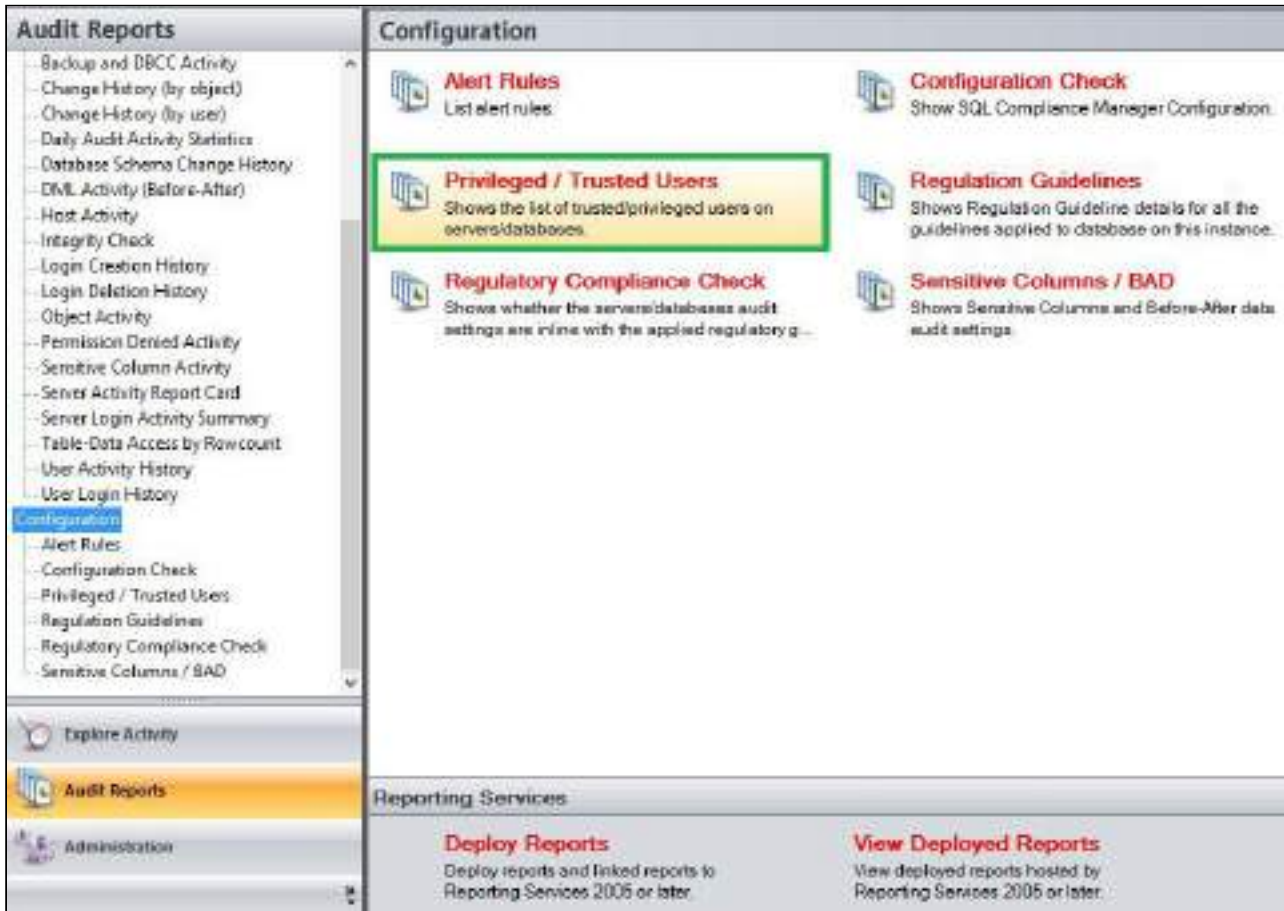 Audit Reports
Backup and DBCC Activity
Change History (by object)
Change History (by user)
Daily Audit Activity Statistics
Database Schema Change History
DML Activity (Before-After)
Host Activity
Integrity Check
Login Creation History
Login Deletion History
Object Activity
Permission Denied Activity
Sensitive Column Activity
Server Activity Report Card
Server Login Activity Summary
Table-Data Access by Rowcount
User Activity History
User Login History
Configuration
Alert Rules
Configuration Check
Privileged / Trusted Users
Regulation Guidelines
Regulatory Compliance Check
Sensitive Columns / BAD
Explore Activity
Audit Reports
Administration
Configuration
Alert Rules
List alert rules.
Configuration Check
Show SQL Compliance Manager Configuration.
Privileged / Trusted Users
Shows the list of trusted/privileged users on
servers/databases.
Regulation Guidelines
Shows Regulation Guideline details for all the
guidelines applied to database on this instance.
Regulatory Compliance Check
Shows whether the servers/databases audit
settings are inline with the applied regulatory g...
Sensitive Columns / BAD
Shows Sensitive Columns and Before-After data
audit settings.
Reporting Services
Deploy Reports
Deploy reports and linked reports to
Reporting Services 2005 or later.
View Deployed Reports
View deployed reports hosted by
Reporting Services 2005 or later.